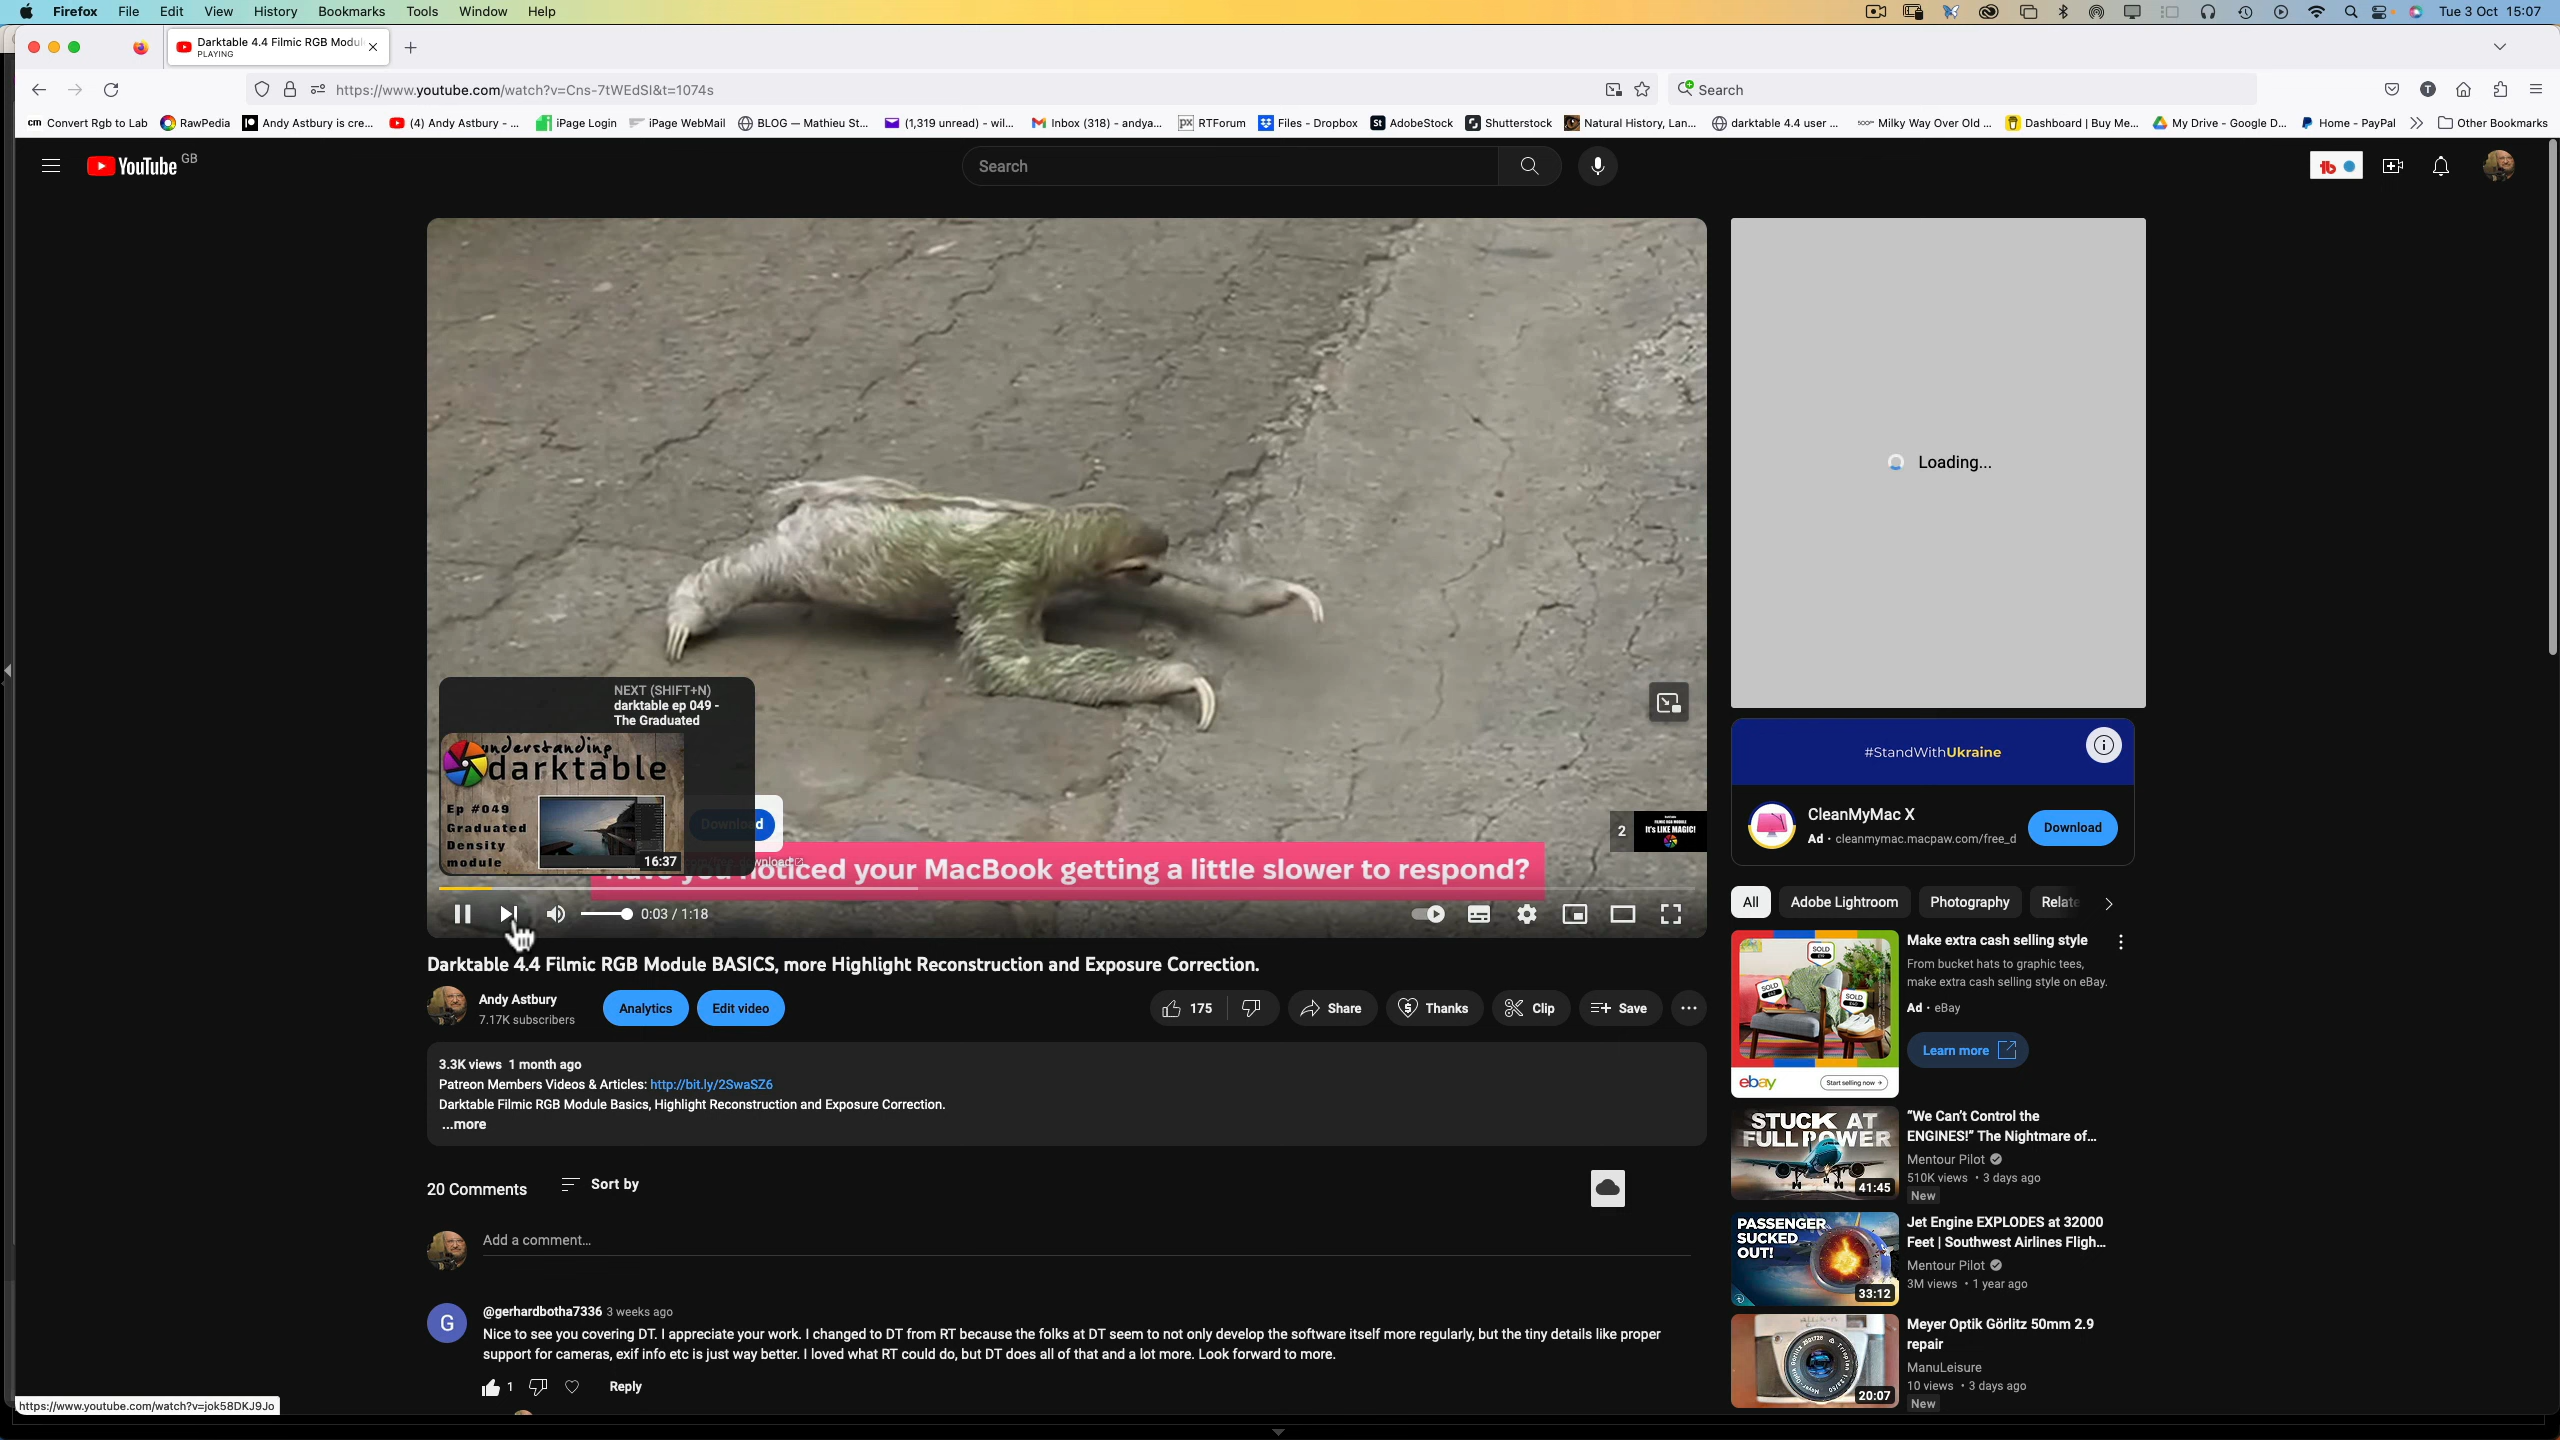 Firefox File Edit View History Bookmarks Tools Window Help
Tue 3 Oct 15:07
Darktable 4.4 Filmic RGB Modul
PLAYING
https://www.youtube.com/watch?v=Cns-7tWEdSI&t=1074s
Search
cm Convert Rgb to Lab
RawPedia
Andy Astbury is cre...
(4) Andy Astbury - ...
iPage Login
iPage WebMail
BLOG — Mathieu St...
(1,319 unread) - wil...
Inbox (318) - andya...
RTForum
Files - Dropbox
AdobeStock
Shutterstock
Natural History, Lan...
darktable 4.4 user ...
Milky Way Over Old ...
Dashboard | Buy Me...
My Drive - Google D...
Home - PayPal
Other Bookmarks
YouTube GB
Search
Loading...
NEXT (SHIFT+N)
darktable ep 049 -
The Graduated
understanding
darktable
Ep #049
Graduated
Density
module
16:37
Download
have you noticed your MacBook getting a little slower to respond?
2
IT's LIKE MAGIC!
0:03 / 1:18
#StandWithUkraine
CleanMyMac X
Ad · cleanmymac.macpaw.com/free_d
Download
Darktable 4.4 Filmic RGB Module BASICS, more Highlight Reconstruction and Exposure Correction.
Andy Astbury
7.17K subscribers
Analytics
Edit video
175
Share
Thanks
Clip
Save
3.3K views 1 month ago
Patreon Members Videos & Articles: http://bit.ly/2SwaSZ6
Darktable Filmic RGB Module Basics, Highlight Reconstruction and Exposure Correction.
...more
20 Comments
Sort by
Add a comment...
@gerhardbotha7336 3 weeks ago
G
Nice to see you covering DT. I appreciate your work. I changed to DT from RT because the folks at DT seem to not only develop the software itself more regularly, but the tiny details like proper
support for cameras, exif info etc is just way better. I loved what RT could do, but DT does all of that and a lot more. Look forward to more.
1
Reply
All
Adobe Lightroom
Photography
Relate
SOLD
SOLD
SOLD
ebay
Start selling now →
Make extra cash selling style
From bucket hats to graphic tees,
make extra cash selling style on eBay.
Ad · eBay
Learn more
STUCK AT
FULL POWER
41:45
"We Can't Control the
ENGINES!" The Nightmare of...
Mentour Pilot
510K views · 3 days ago
New
PASSENGER
SUCKED
OUT!
33:12
Jet Engine EXPLODES at 32000
Feet | Southwest Airlines Fligh...
Mentour Pilot
3M views · 1 year ago
20:07
Meyer Optik Görlitz 50mm 2.9
repair
ManuLeisure
10 views · 3 days ago
New
https://www.youtube.com/watch?v=jok58DKJ9Jo